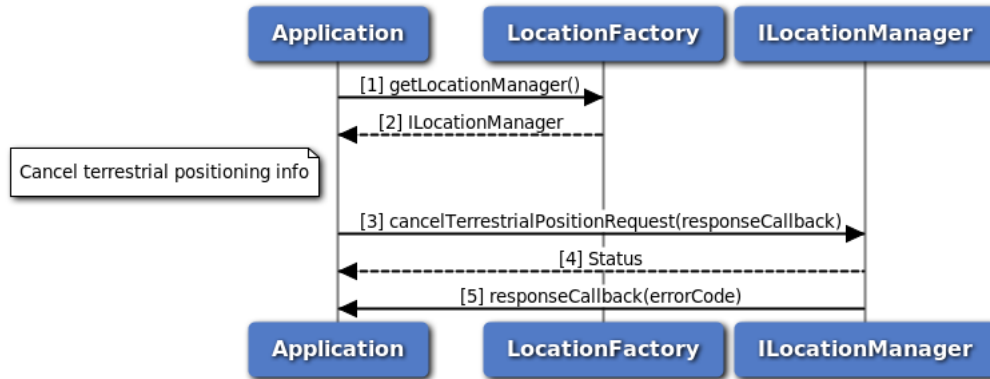 Application LocationFactory ILocationManager
[1] getLocationManager()
[2] ILocationManager
Cancel terrestrial positioning info
[3] cancelTerrestrialPositionRequest(responseCallback)
[4] Status
[5] responseCallback(errorCode)
Application LocationFactory ILocationManager